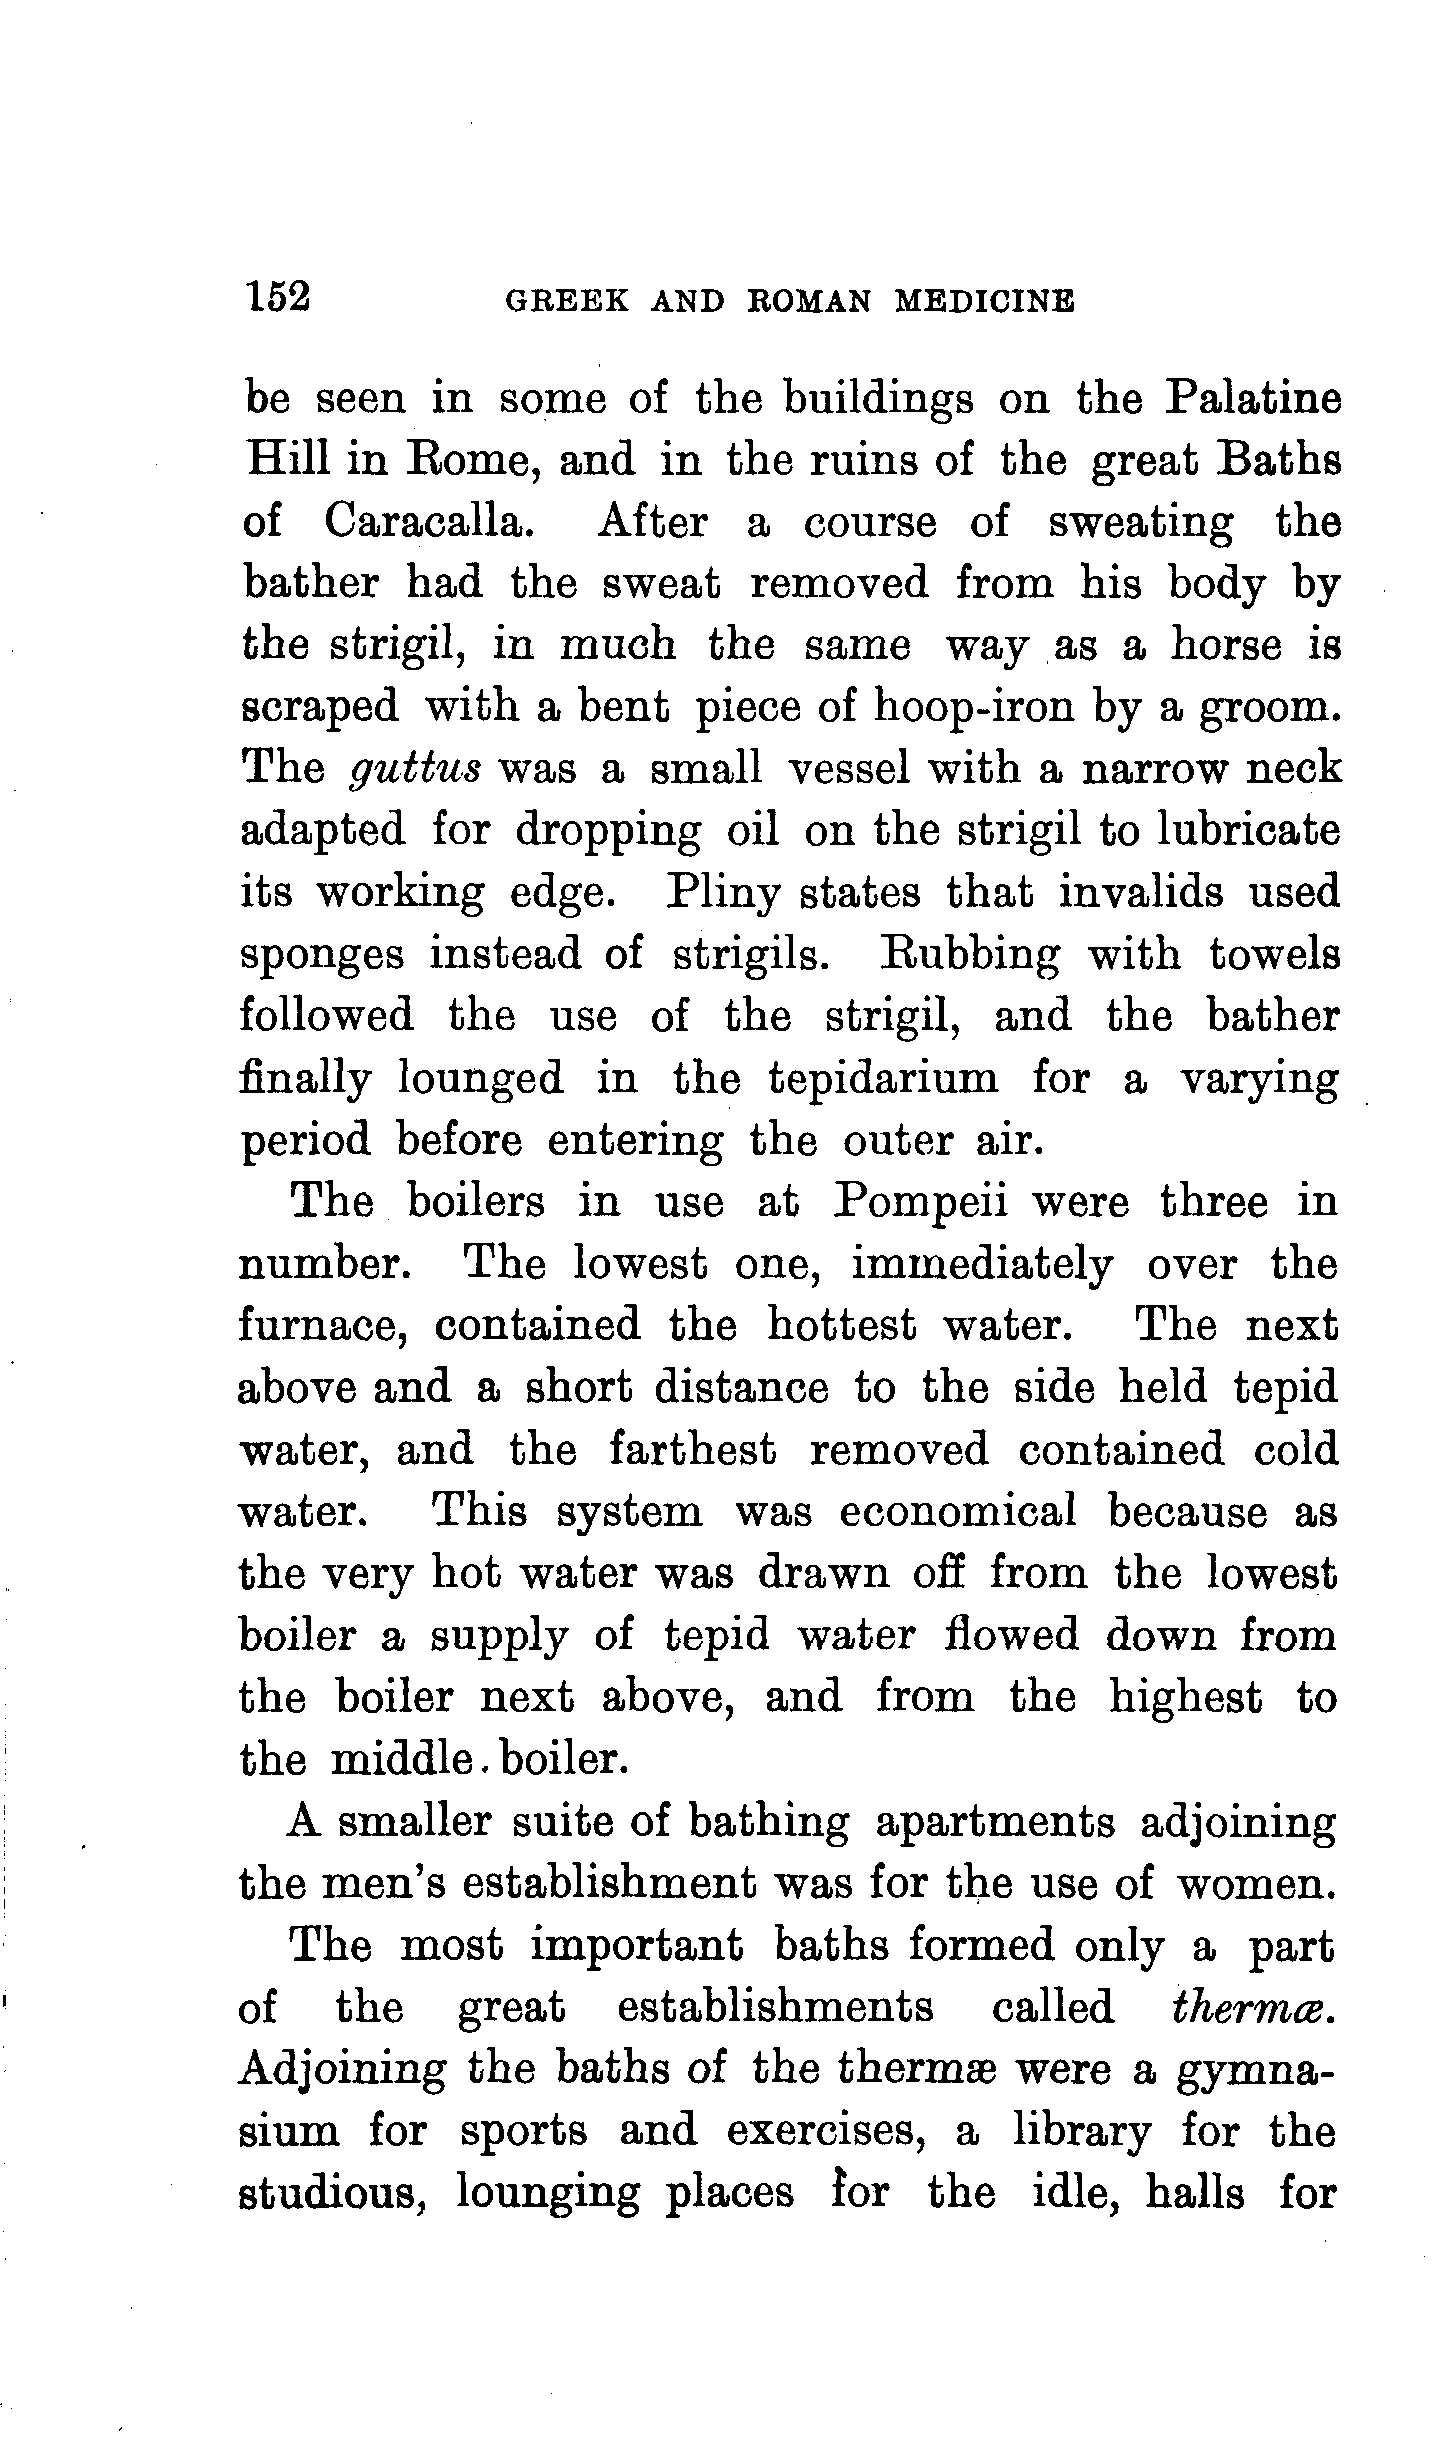 152 GREEK AND ROMAN MEDICINE
be seen in some of the buildings on the Palatine
Hill in Rome, and in the ruins of the great Baths
of Caracalla. After a course of sweating the
bather had the sweat removed from his body by
the strigil, in much the same way as a horse is
scraped with a bent piece of hoop-iron by a groom.
The guttus was a small vessel with a narrow neck
adapted for dropping oil on the strigil to lubricate
its working edge. Pliny states that invalids used
sponges instead of strigils. Rubbing with towels
followed the use of the strigil, and the bather
finally lounged in the tepidarium for a varying
period before entering the outer air.
The boilers in use at Pompeii were three in
number. The lowest one, immediately over the
furnace, contained the hottest water. The next
above and a short distance to the side held tepid
water, and the farthest removed contained cold
water. This system was economical because as
the very hot water was drawn off from the lowest
boiler a supply of tepid water flowed down from
the boiler next above, and from the highest to
the middle boiler.
A smaller suite of bathing apartments adjoining
the men's establishment was for the use of women.
The most important baths formed only a part
of the great establishments called thermæ.
Adjoining the baths of the thermæ were a gymna-
sium for sports and exercises, a library for the
studious, lounging places for the idle, halls for